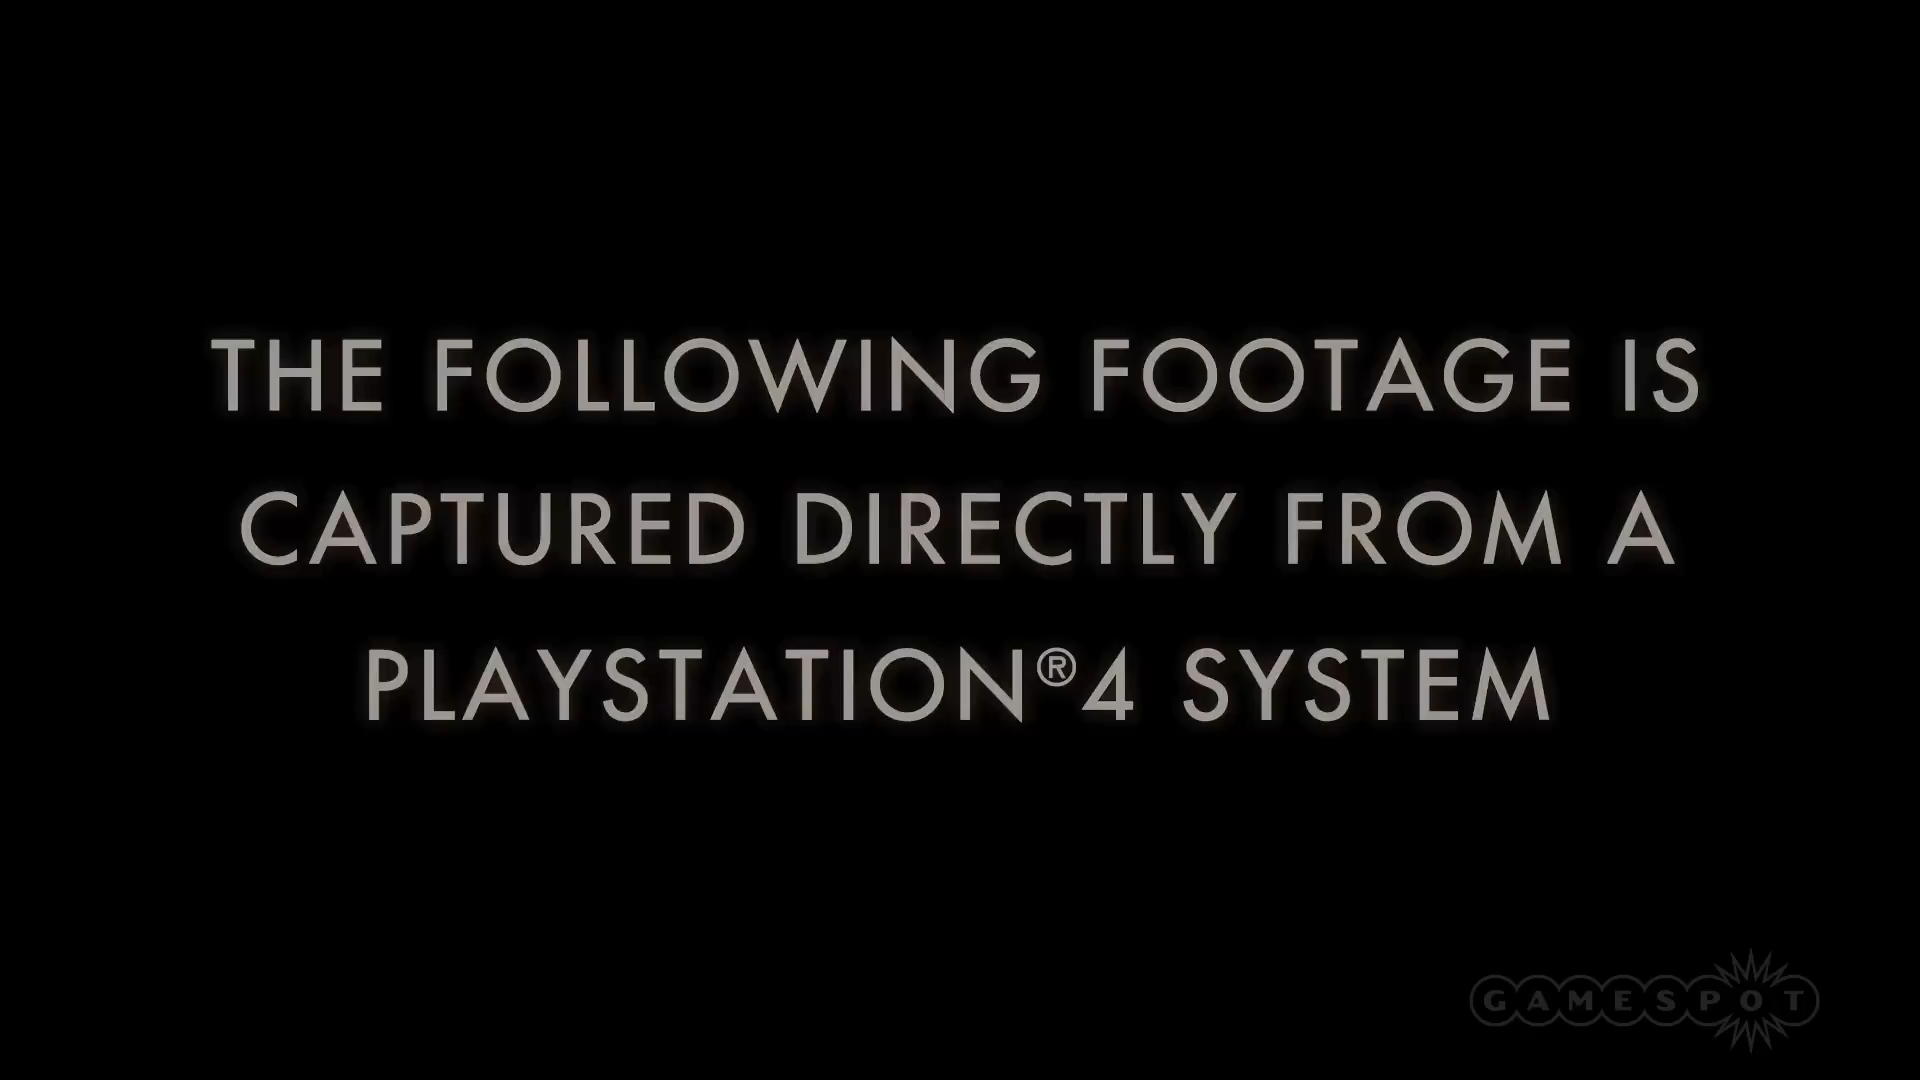 THE FOLLOWING FOOTAGE IS
CAPTURED DIRECTLY FROM A
PLAYSTATION®4 SYSTEM
GAMESPOT